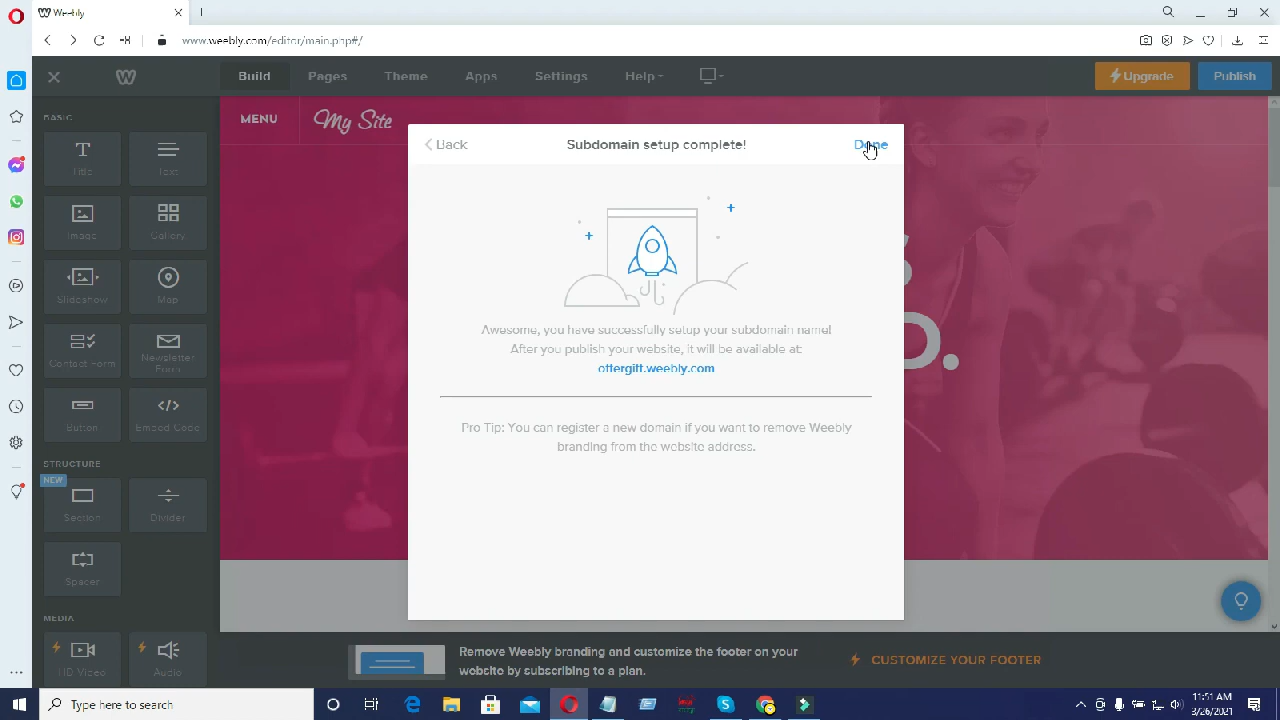 Weebly
www.weebly.com/editor/main.php#/
Build
Pages
Theme
Apps
Settings
Help
Upgrade
Publish
BASIC
Title
Text
Image
Gallery
Slideshow
Map
Contact Form
Newsletter
Form
Button
Embed Code
STRUCTURE
NEW
Section
Divider
Spacer
MEDIA
HD Video
Audio
MENU
My Site
D.
Back
Subdomain setup complete!
Done
Awesome, you have successfully setup your subdomain name!
After you publish your website, it will be available at:
offergift.weebly.com
Pro Tip: You can register a new domain if you want to remove Weebly
branding from the website address.
Remove Weebly branding and customize the footer on your
website by subscribing to a plan.
CUSTOMIZE YOUR FOOTER
Type here to search
11:51 AM
3/26/2021